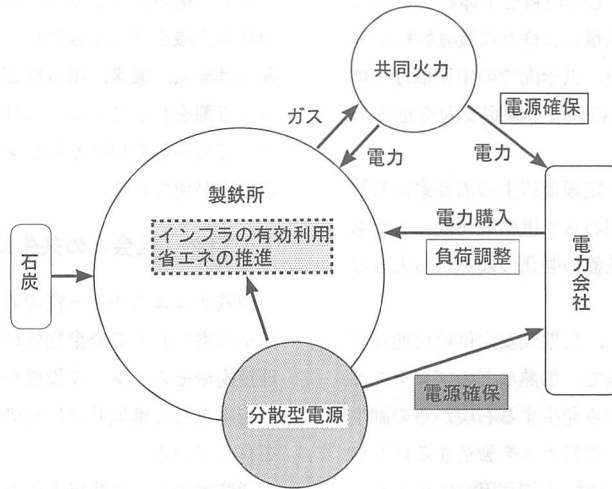 共同火力
電源確保
ガス
電力
電力
製鉄所
電力購入
負荷調整
インフラの有効利用
省エネの推進
石炭
電力会社
分散型電源
電源確保